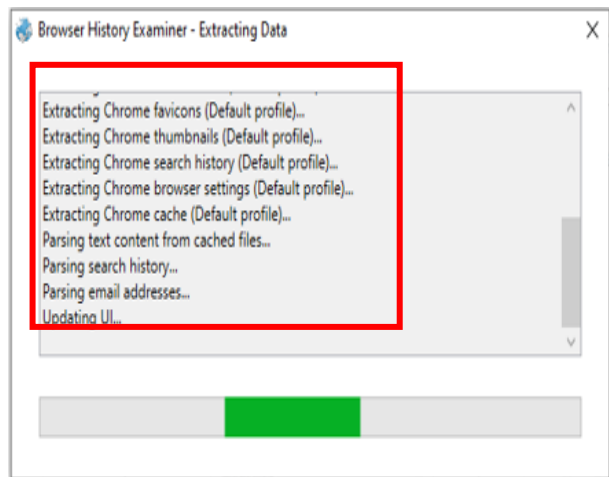 Browser History Examiner - Extracting Data
Extracting Chrome favicons (Default profile)...
Extracting Chrome thumbnails (Default profile)...
Extracting Chrome search history (Default profile)...
Extracting Chrome browser settings (Default profile)...
Extracting Chrome cache (Default profile)...
Parsing text content from cached files...
Parsing search history...
Parsing email addresses...
Updating UI...